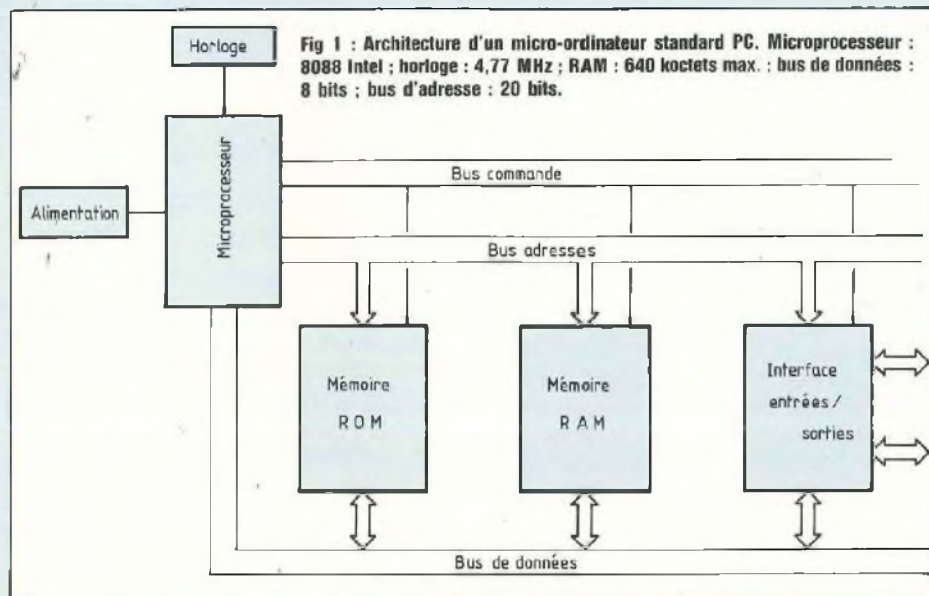 Horloge
Fig 1 : Architecture d'un micro-ordinateur standard PC. Microprocesseur :
8088 Intel ; horloge : 4,77 MHz ; RAM : 640 koctets max. ; bus de données :
8 bits ; bus d'adresse : 20 bits.
Microprocesseur
Bus commande
Alimentation
Bus adresses
Mémoire
ROM
Mémoire
RAM
Interface
entrées /
sorties
Bus de données